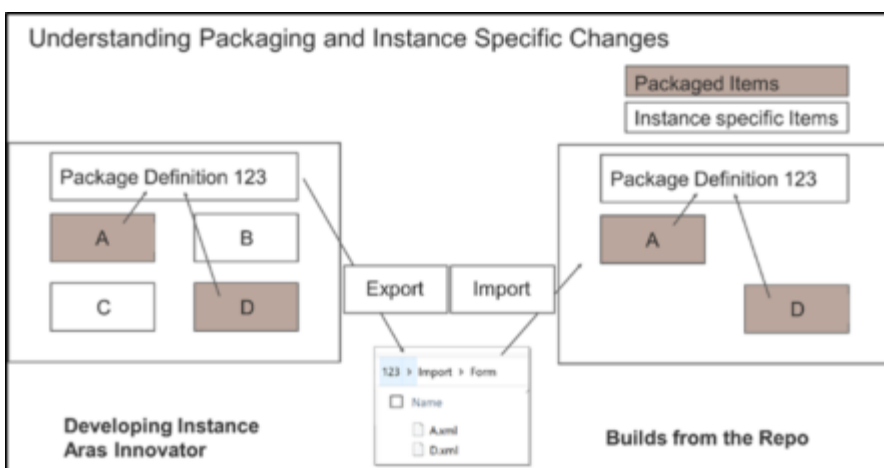 Understanding Packaging and Instance Specific Changes
Packaged Items
Instance specific Items
Package Definition 123
A
B
C
D
Export
Import
123 > Import > Form
Name
A.xml
D.xml
Package Definition 123
A
D
Developing Instance
Aras Innovator
Builds from the Repo